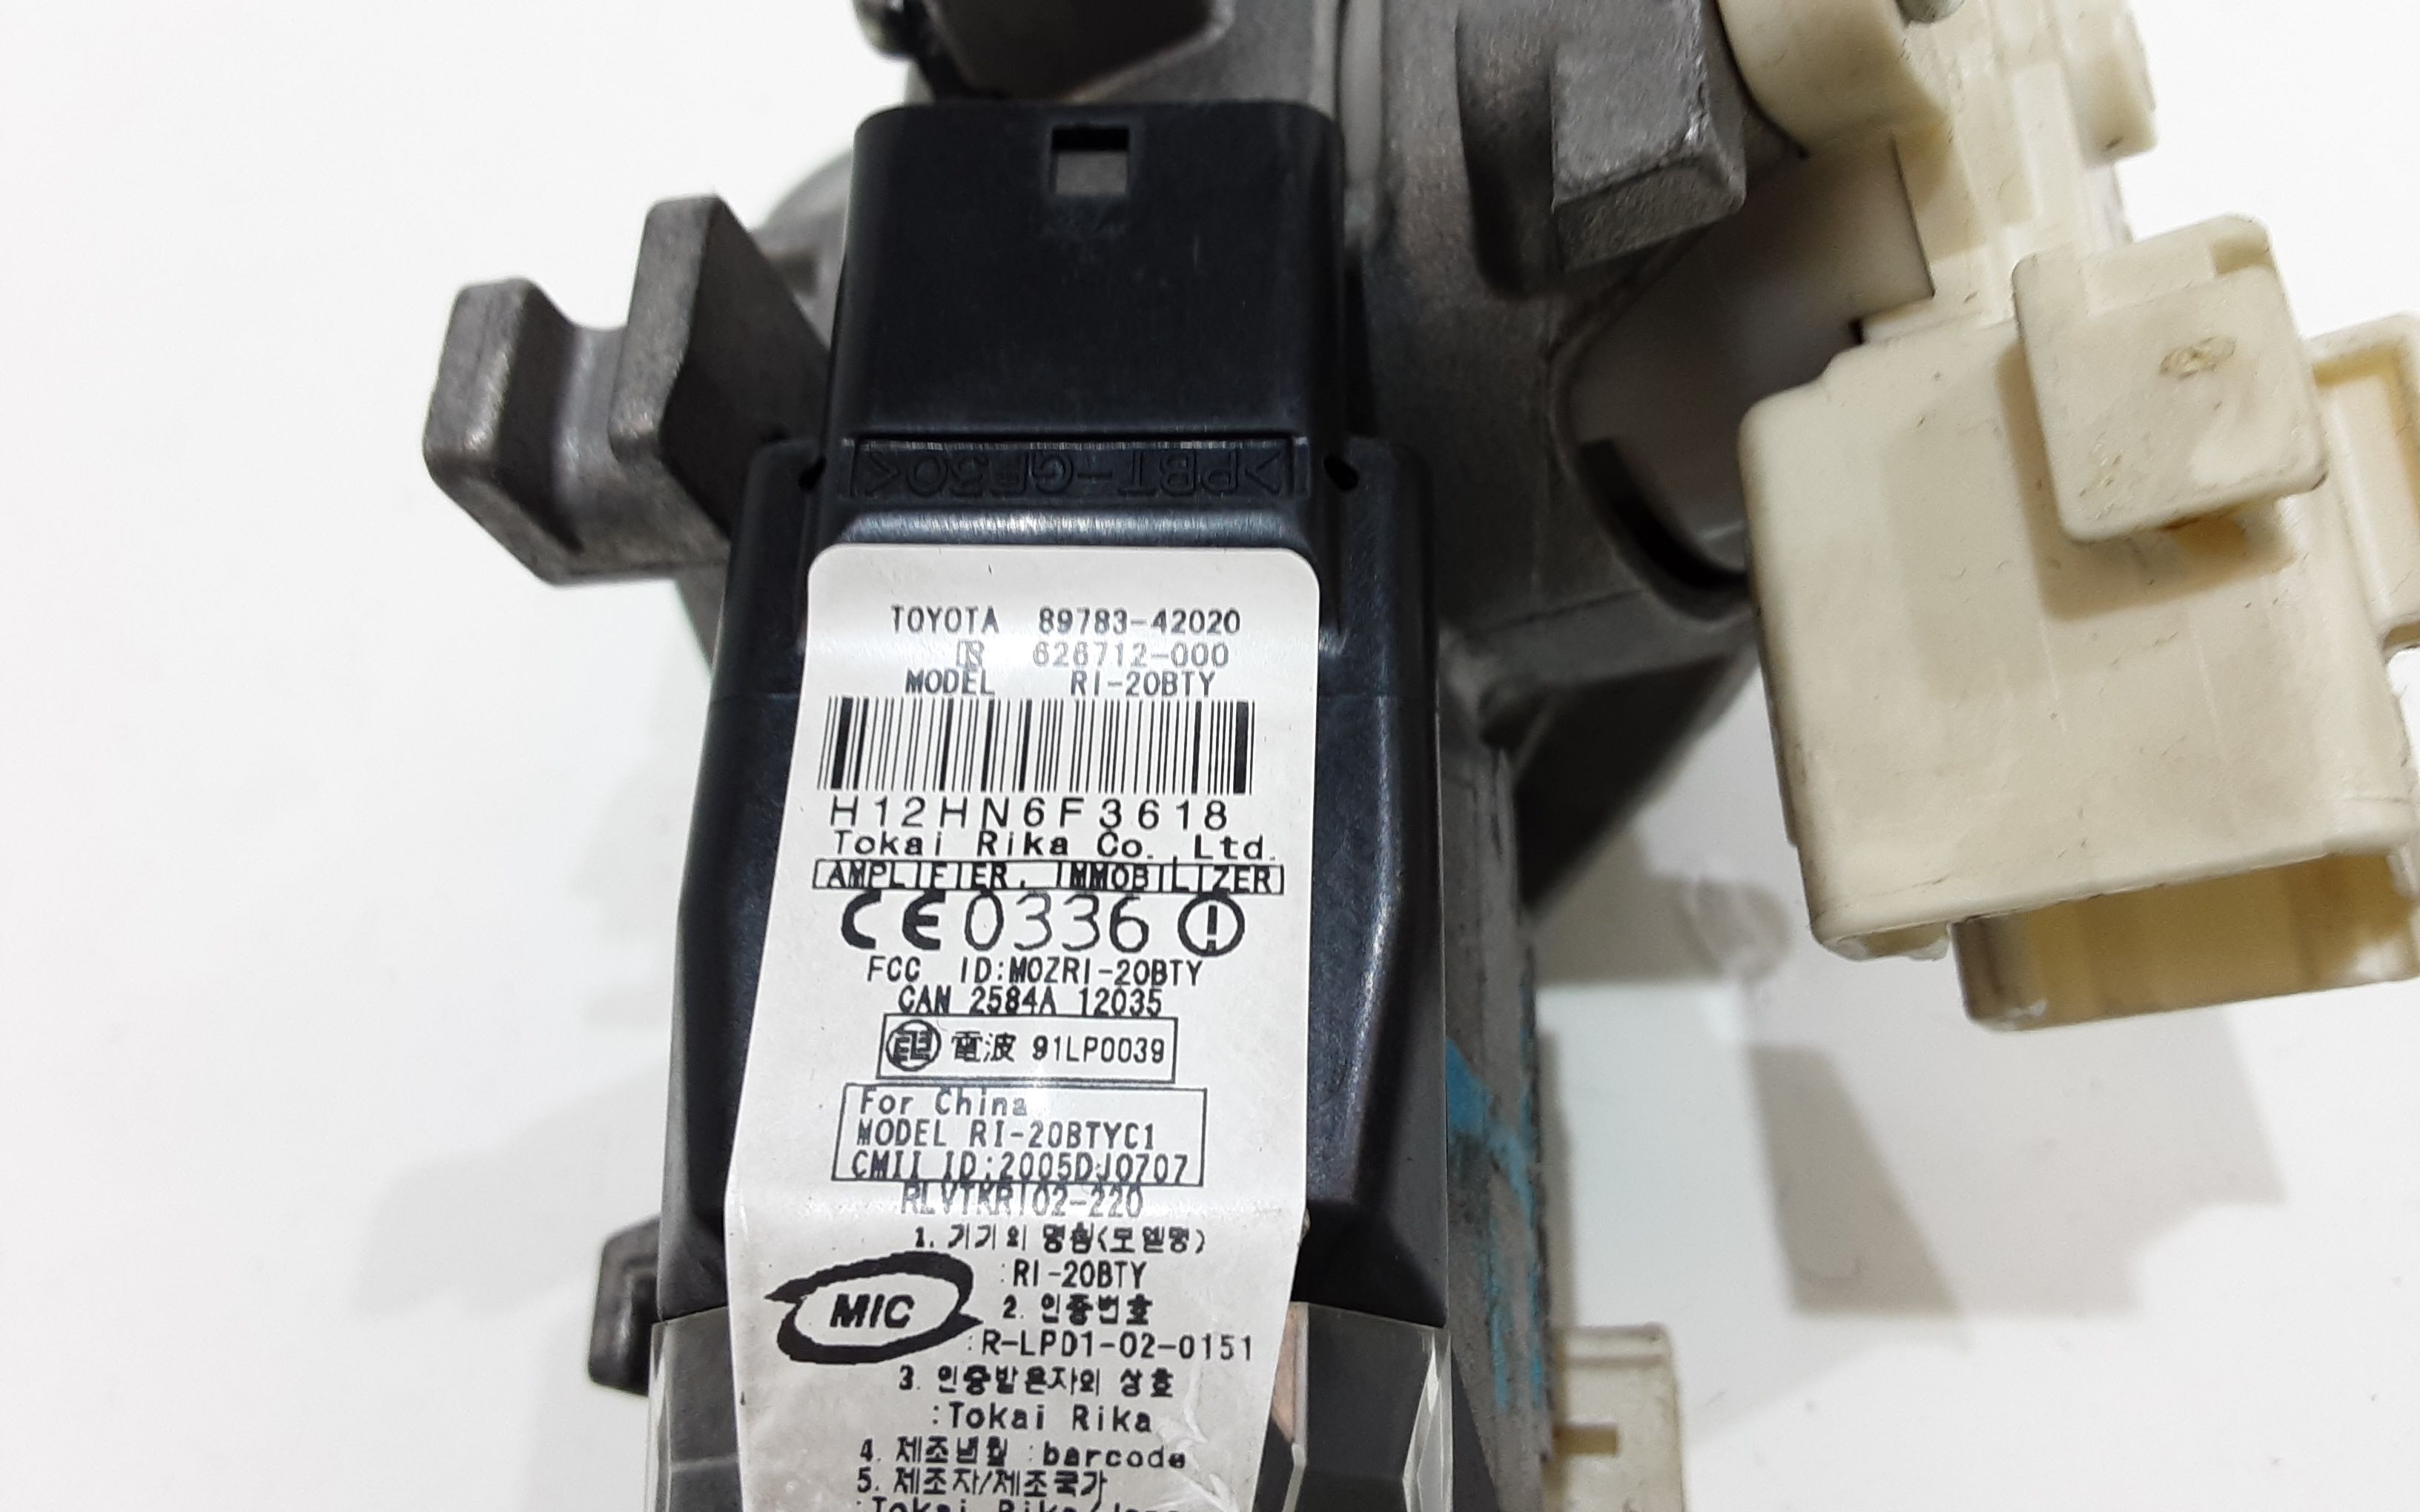 >PBT-GF30<
TOYOTA 89783-42020
R 626712-000
MODEL RI-20BTY
H12HN6F3618
Tokai Rika Co.,Ltd.
AMPLIFIER, IMMOBILIZER
CE0336
FCC ID:MOZRI-20BTY
CAN 2584A 12035
電波 91LP0039
For China
MODEL RI-20BTYC1
CMII ID:2005DJ0707
RLVTKRI02-220
1. 기기의 명칭(모델명)
:RI-20BTY
MIC
2. 인증번호
:R-LPD1-02-0151
3. 인증받은자의 상호
:Tokai Rika
4. 제조년월 :barcode
5. 제조자/제조국가
:Tokai Rika/